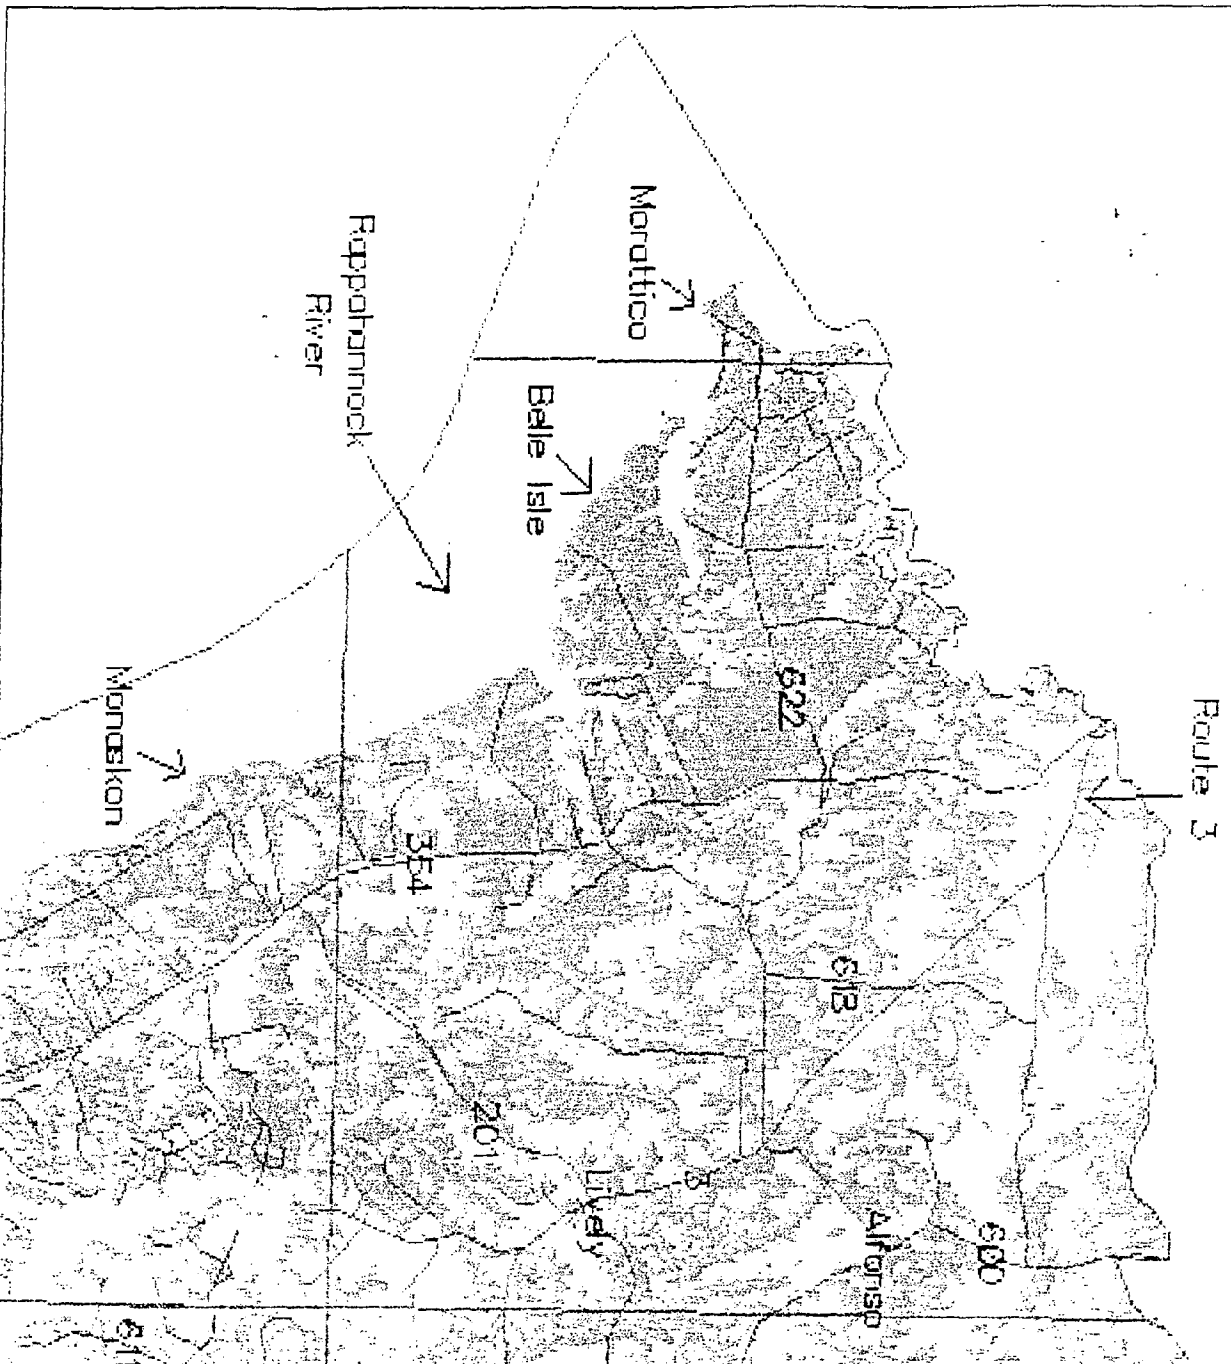 Route 3
Morattico
622
Belle Isle
618
600
Alfonso
Rappahannock
River
3
354
Lively
201
Monaskon